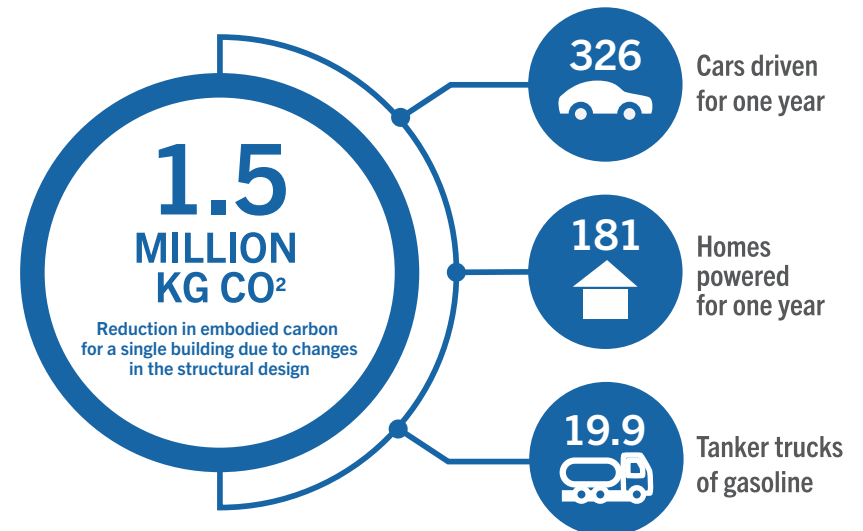 1.5
MILLION
KG CO²
Reduction in embodied carbon
for a single building due to changes
in the structural design
326
Cars driven
for one year
181
Homes
powered
for one year
19.9
Tanker trucks
of gasoline